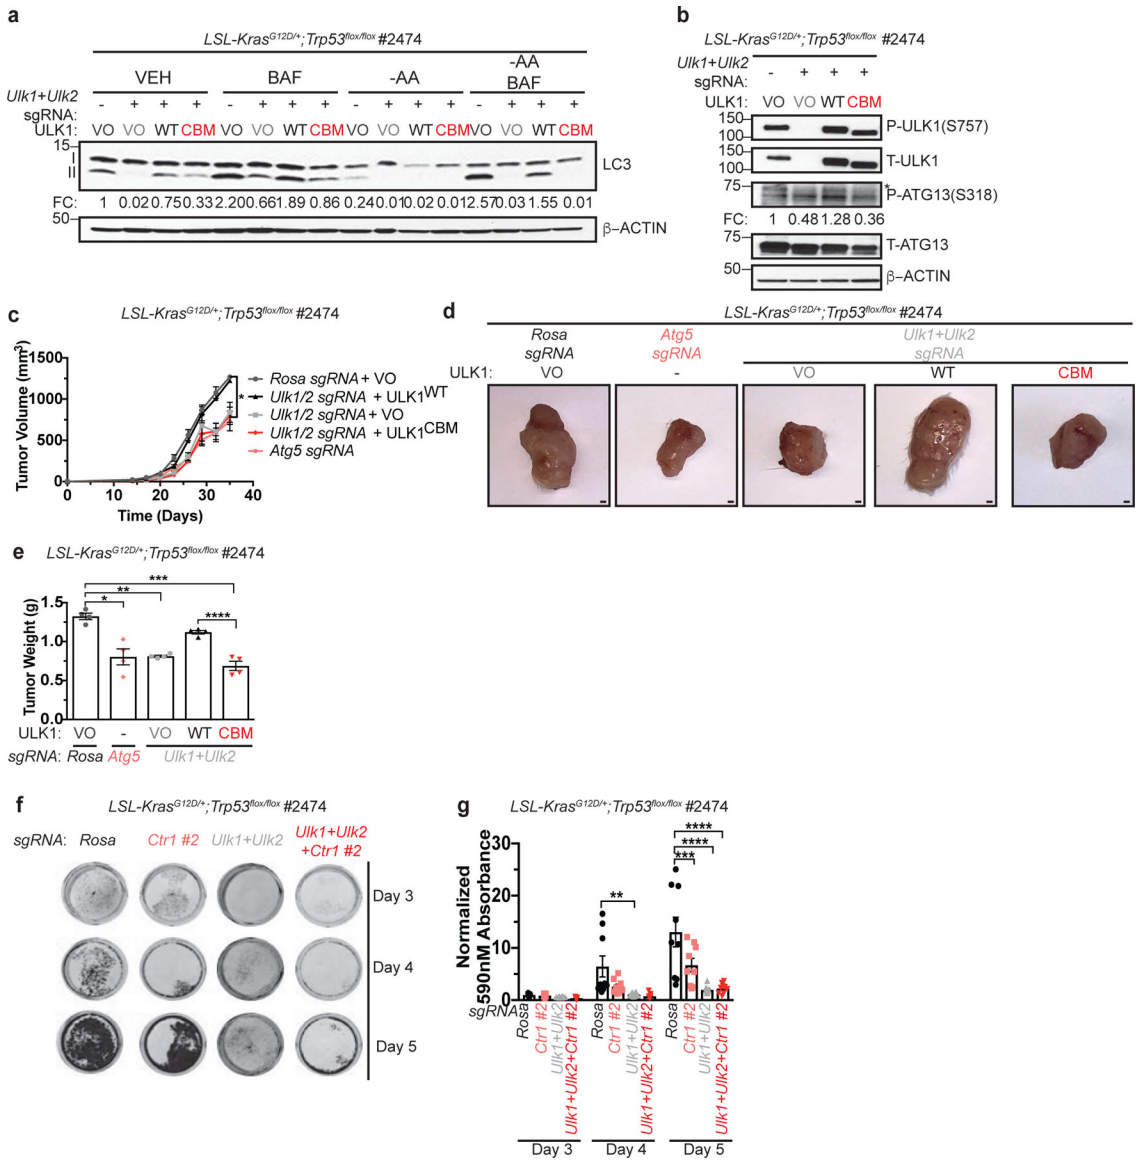 a
LSL-KrasG12D/+;Trp53flox/flox #2474
VEH BAF -AA -AA BAF
Ulk1+Ulk2 sgRNA: - + + + - + + + - + + + - + + +
ULK1: VO VO WT CBM VO VO WT CBM VO VO WT CBM VO VO WT CBM
15
I
II
LC3
FC: 1 0.02 0.75 0.33 2.20 0.66 1.89 0.86 0.24 0.01 0.02 0.01 2.57 0.03 1.55 0.01
50
β–ACTIN
b
LSL-KrasG12D/+;Trp53flox/flox #2474
Ulk1+Ulk2 sgRNA: - + + +
ULK1: VO VO WT CBM
150
100
P-ULK1(S757)
150
100
T-ULK1
75
*
P-ATG13(S318)
FC: 1 0.48 1.28 0.36
75
T-ATG13
50
β–ACTIN
c
LSL-KrasG12D/+;Trp53flox/flox #2474
Tumor Volume (mm3)
1500
1000
500
0
0 10 20 30 40
Time (Days)
*
Rosa sgRNA + VO
Ulk1/2 sgRNA + ULK1WT
Ulk1/2 sgRNA + VO
Ulk1/2 sgRNA + ULK1CBM
Atg5 sgRNA
d
LSL-KrasG12D/+;Trp53flox/flox #2474
Rosa sgRNA
Atg5 sgRNA
Ulk1+Ulk2 sgRNA
ULK1: VO - VO WT CBM
e
LSL-KrasG12D/+;Trp53flox/flox #2474
***
**
*
****
Tumor Weight (g)
1.5
1.0
0.5
0.0
ULK1: VO - VO WT CBM
sgRNA: Rosa Atg5 Ulk1+Ulk2
f
LSL-KrasG12D/+;Trp53flox/flox #2474
sgRNA: Rosa Ctr1 #2 Ulk1+Ulk2 Ulk1+Ulk2 +Ctr1 #2
Day 3
Day 4
Day 5
g
LSL-KrasG12D/+;Trp53flox/flox #2474
Normalized
590nM Absorbance
30
20
10
0
**
****
****
***
sgRNA:
Rosa
Ctr1 #2
Ulk1+Ulk2
Ulk1+Ulk2+Ctr1 #2
Rosa
Ctr1 #2
Ulk1+Ulk2
Ulk1+Ulk2+Ctr1 #2
Rosa
Ctr1 #2
Ulk1+Ulk2
Ulk1+Ulk2+Ctr1 #2
Day 3 Day 4 Day 5